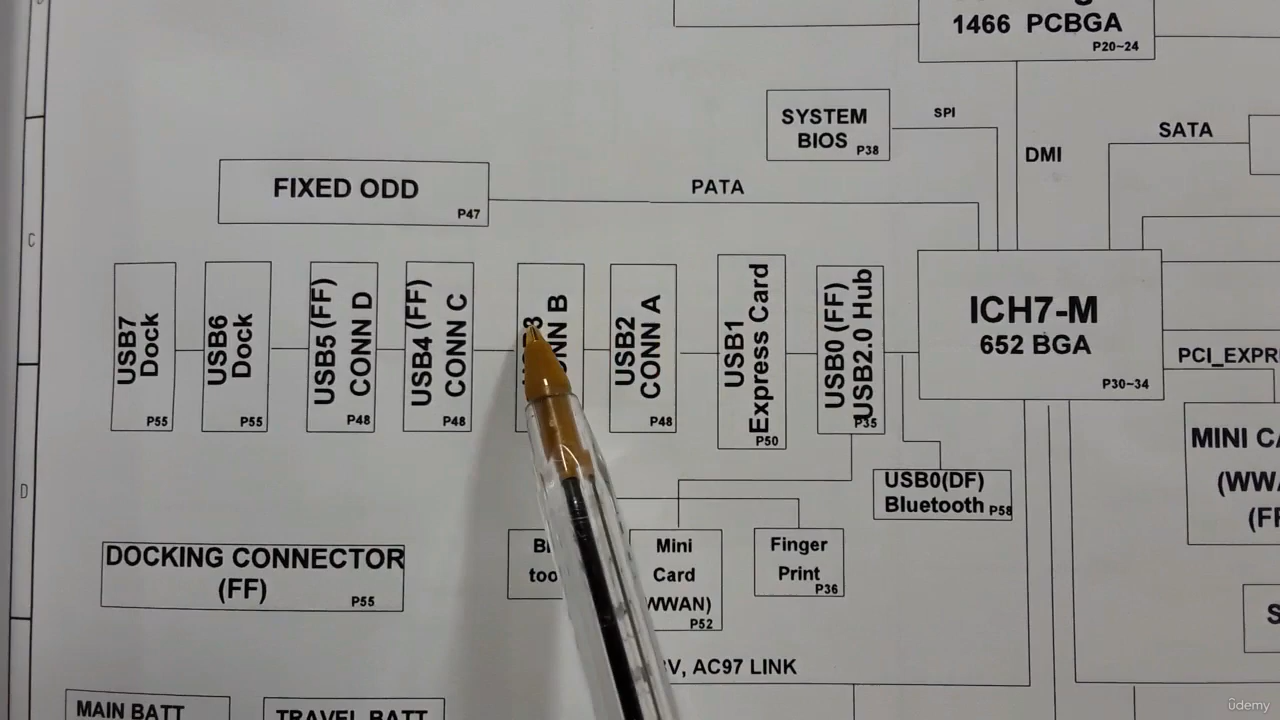 1466 PCBGA
P20~24
SYSTEM
BIOS
P38
SPI
DMI
SATA
FIXED ODD
P47
PATA
USB7
Dock
P55
USB6
Dock
P55
USB5 (FF)
CONN D
P48
USB4 (FF)
CONN C
P48
USB2
CONN A
P48
USB1
Express Card
P50
USB0 (FF)
USB2.0 Hub
P35
ICH7-M
652 BGA
P30~34
USB0(DF)
Bluetooth
P58
DOCKING CONNECTOR
(FF)
P55
Mini
Card
P52
Finger
Print
P36
MINI
AC97 LINK
MAIN BATT
TRAVEL BATT
C
D
ûdemy